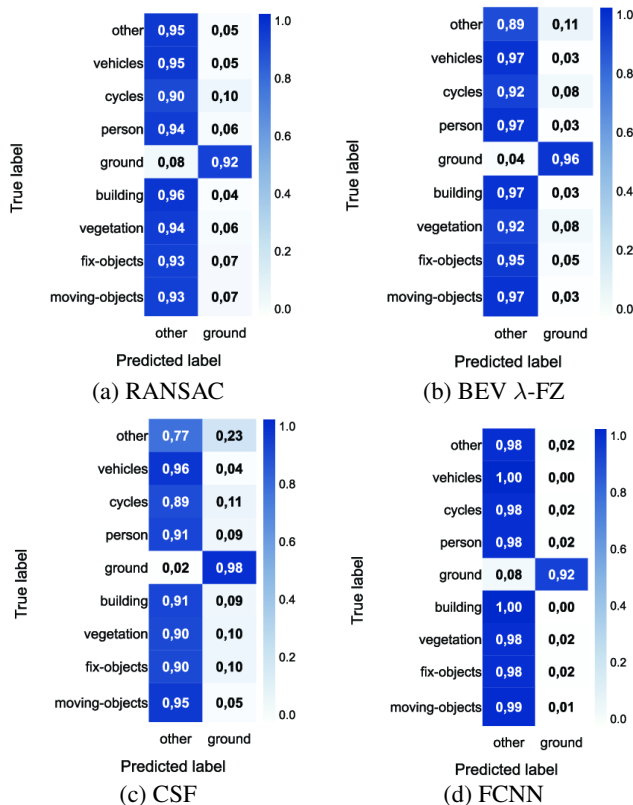 True label
other 0,95 0,05
vehicles 0,95 0,05
cycles 0,90 0,10
person 0,94 0,06
ground 0,08 0,92
building 0,96 0,04
vegetation 0,94 0,06
fix-objects 0,93 0,07
moving-objects 0,93 0,07
other ground
Predicted label
1.0
0.8
0.6
0.4
0.2
0.0
(a) RANSAC
True label
other 0,89 0,11
vehicles 0,97 0,03
cycles 0,92 0,08
person 0,97 0,03
ground 0,04 0,96
building 0,97 0,03
vegetation 0,92 0,08
fix-objects 0,95 0,05
moving-objects 0,97 0,03
other ground
Predicted label
1.0
0.8
0.6
0.4
0.2
0.0
(b) BEV λ-FZ
True label
other 0,77 0,23
vehicles 0,96 0,04
cycles 0,89 0,11
person 0,91 0,09
ground 0,02 0,98
building 0,91 0,09
vegetation 0,90 0,10
fix-objects 0,90 0,10
moving-objects 0,95 0,05
other ground
Predicted label
1.0
0.8
0.6
0.4
0.2
0.0
(c) CSF
True label
other 0,98 0,02
vehicles 1,00 0,00
cycles 0,98 0,02
person 0,98 0,02
ground 0,08 0,92
building 1,00 0,00
vegetation 0,98 0,02
fix-objects 0,98 0,02
moving-objects 0,99 0,01
other ground
Predicted label
1.0
0.8
0.6
0.4
0.2
0.0
(d) FCNN